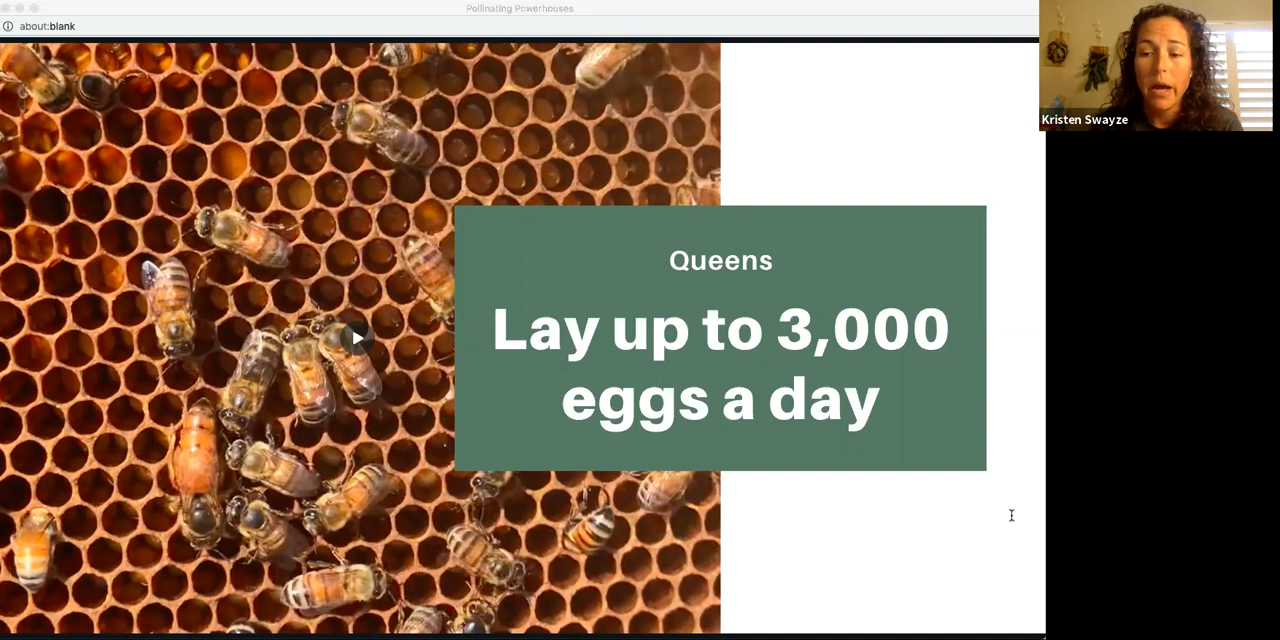 Pollinating Powerhouses
about:blank
Kristen Swayze
Queens
Lay up to 3,000
eggs a day